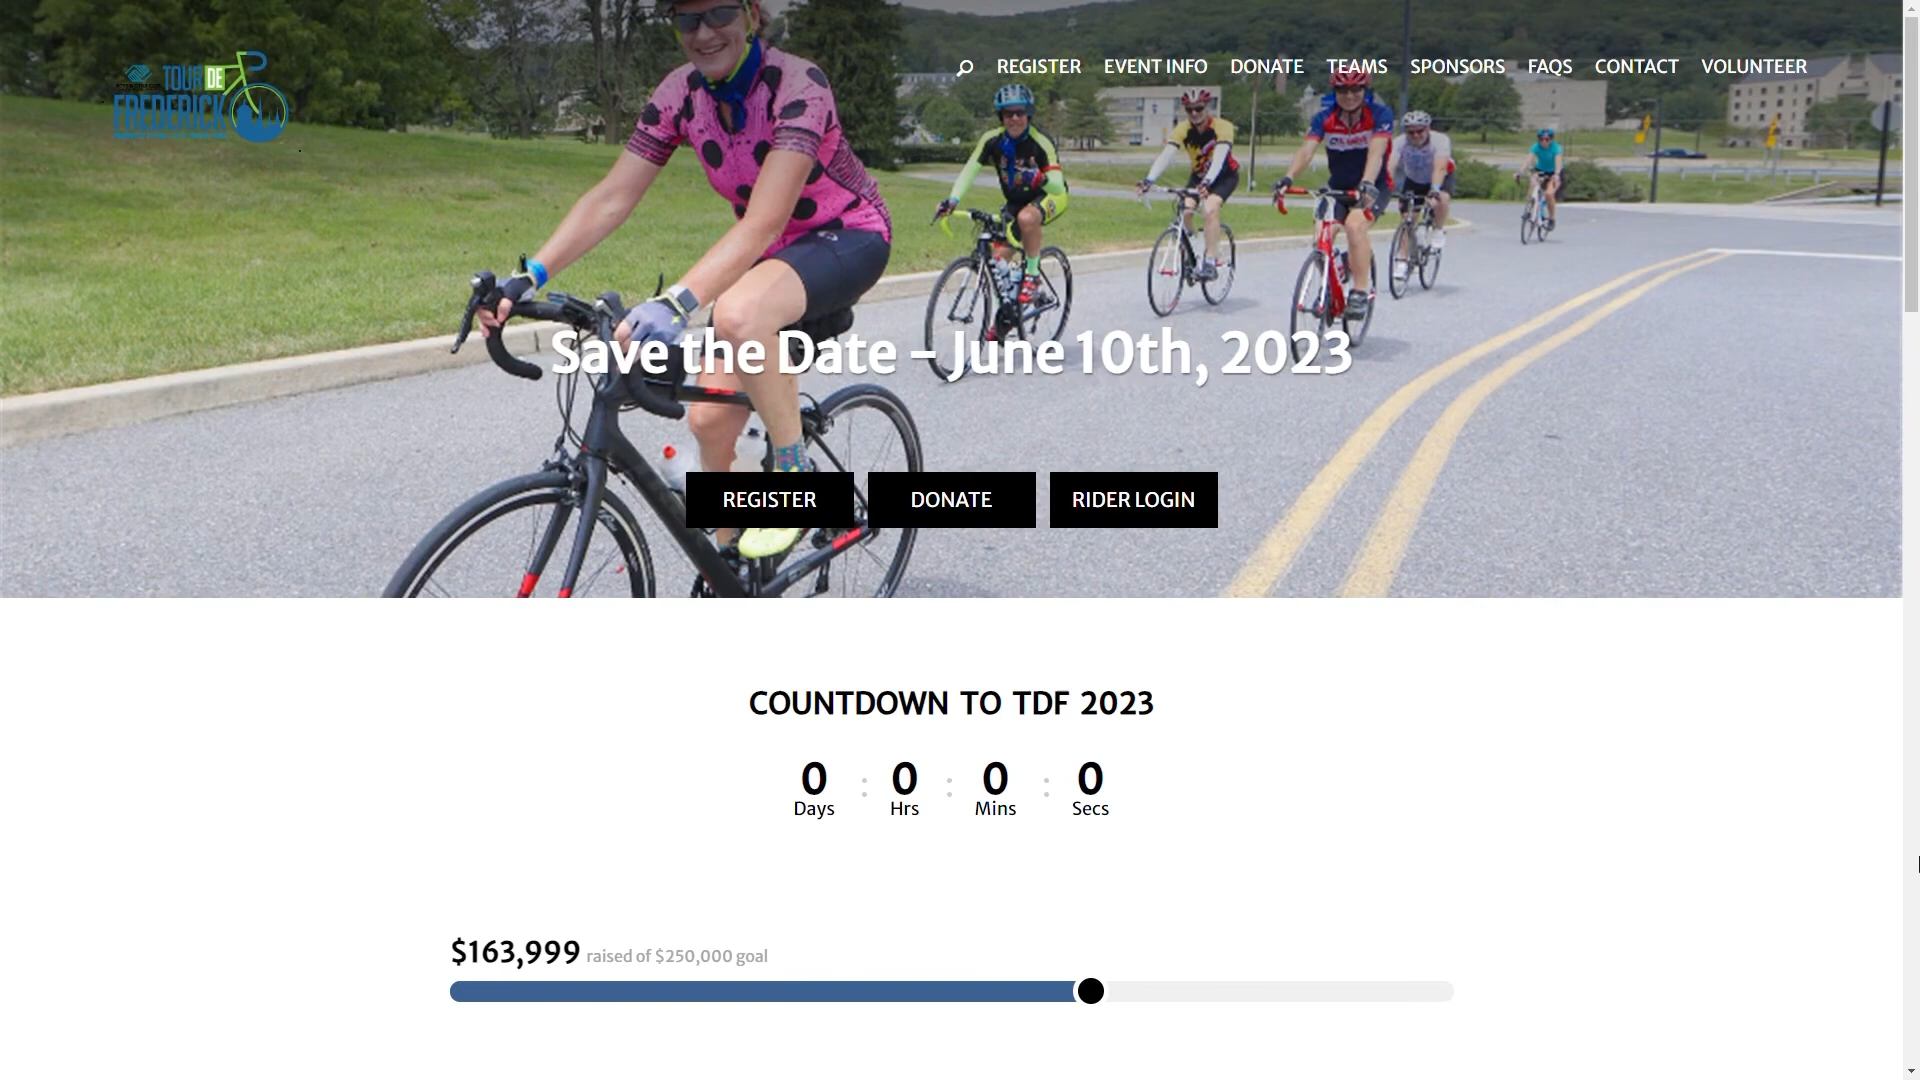 TOUR DE
FREDERICK
REGISTER EVENT INFO DONATE TEAMS SPONSORS FAQS CONTACT VOLUNTEER
Save the Date – June 10th, 2023
REGISTER DONATE RIDER LOGIN
COUNTDOWN TO TDF 2023
0 : 0 : 0 : 0
Days Hrs Mins Secs
$163,999 raised of $250,000 goal